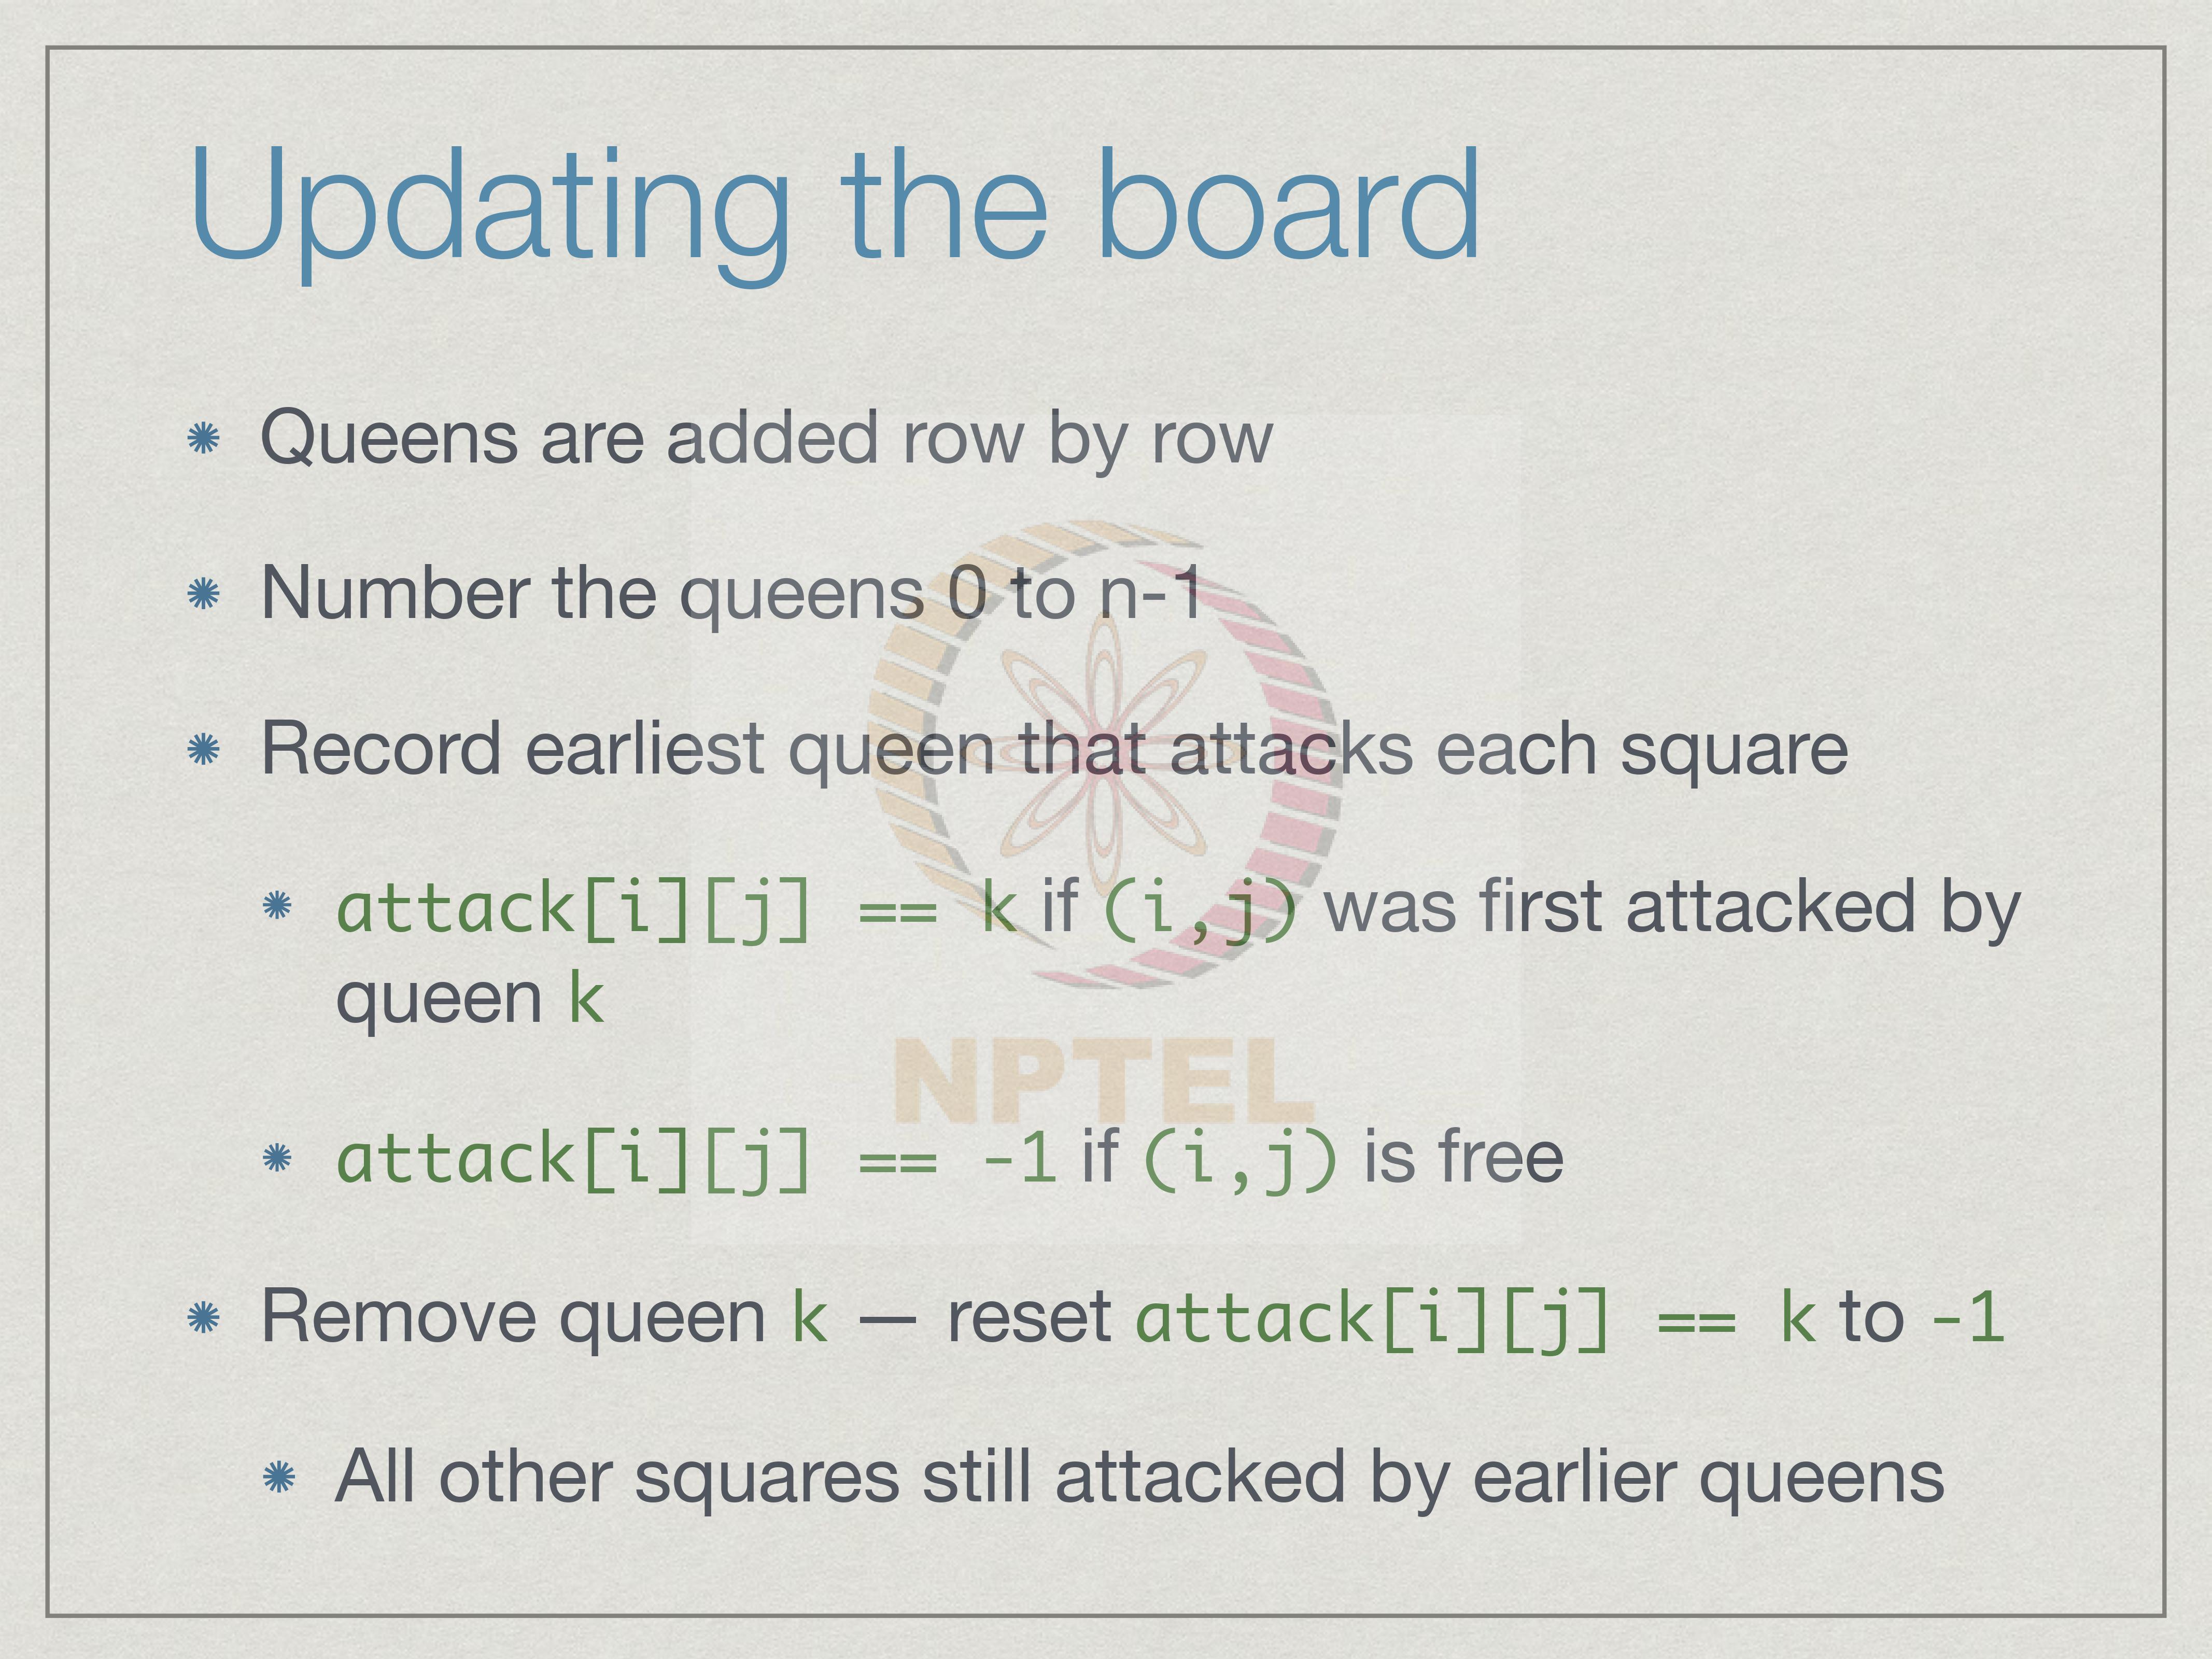 Updating the board
Queens are added row by row
Number the queens 0 to n-1
Record earliest queen that attacks each square
attack[i][j] == k if (i,j) was first attacked by
queen k
NPTEL
attack[i][j] == -1 if (i,j) is free
Remove queen k — reset attack[i][j] == k to -1
All other squares still attacked by earlier queens